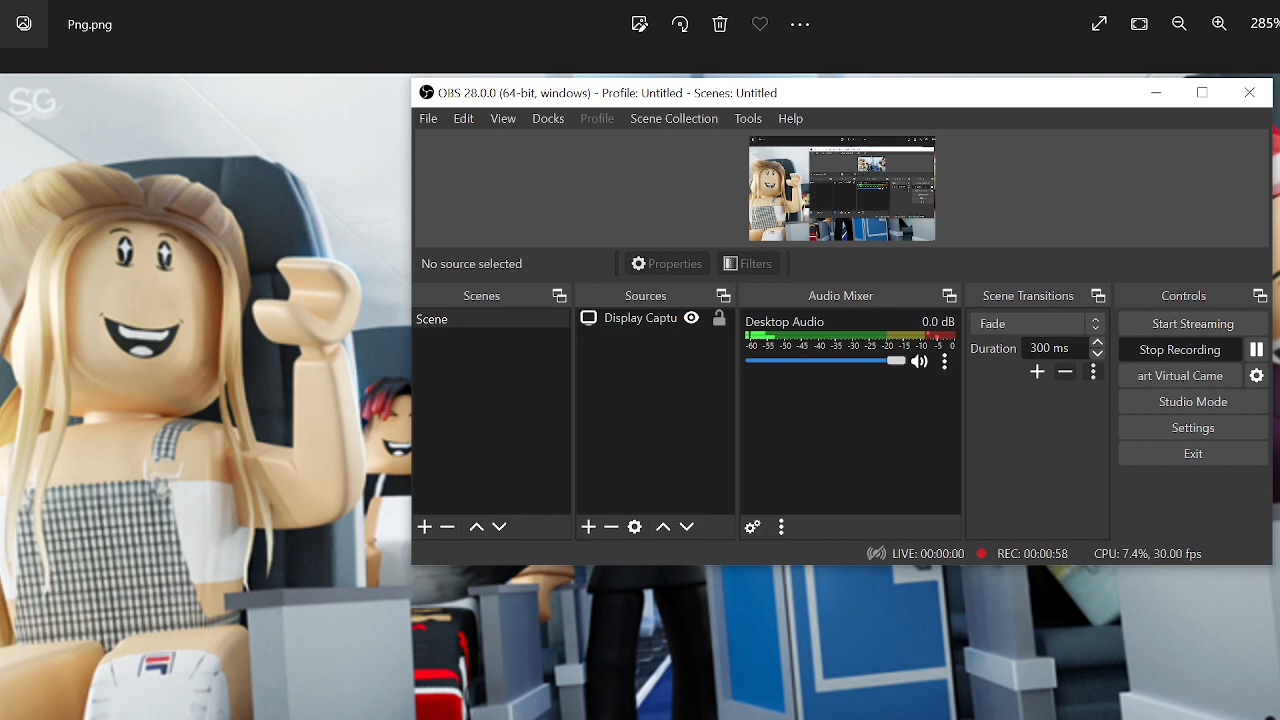 Png.png
285%
SG
OBS 28.0.0 (64-bit, windows) - Profile: Untitled - Scenes: Untitled
File Edit View Docks Profile Scene Collection Tools Help
No source selected Properties Filters
Scenes Sources Audio Mixer Scene Transitions Controls
Scene
Display Captu
Desktop Audio 0.0 dB
-60 -55 -50 -45 -40 -35 -30 -25 -20 -15 -10 -5 0
Fade
Duration 300 ms
Start Streaming
Stop Recording
art Virtual Came
Studio Mode
Settings
Exit
LIVE: 00:00:00 REC: 00:00:58 CPU: 7.4%, 30.00 fps
FILA